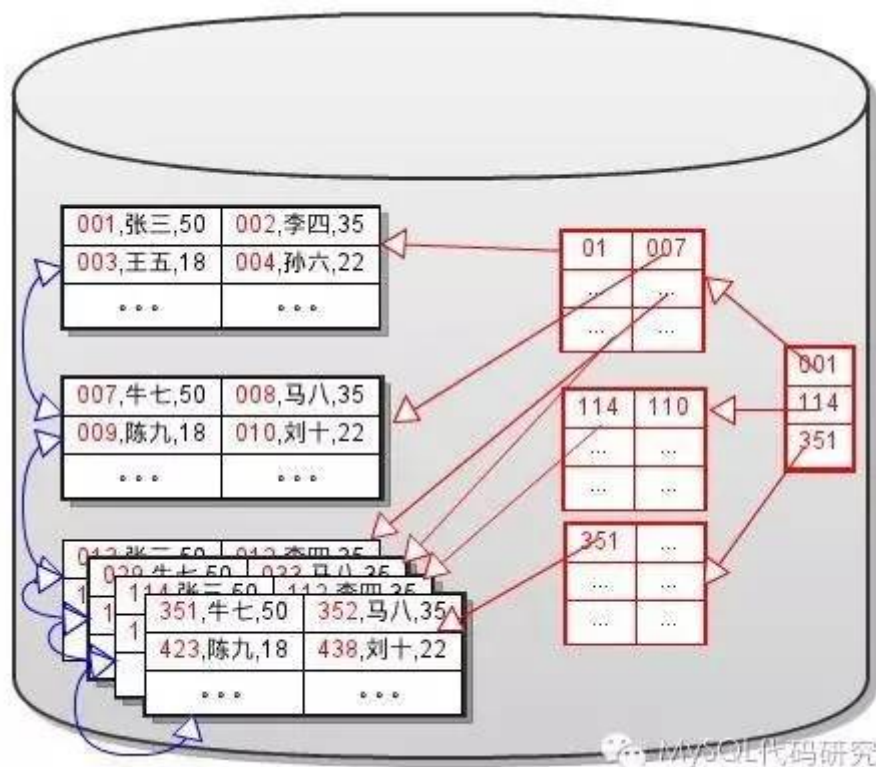 001,张三,50 002,李四,35
003,王五,18 004,孙六,22
。。。 。。。
007,牛七,50 008,马八,35
009,陈九,18 010,刘十,22
。。。 。。。
351,牛七,50 352,马八,35
423,陈九,18 438,刘十,22
。。。 。。。
01 007
... ...
... ...
114 110
... ...
... ...
351 ...
... ...
... ...
001
114
351
MySQL代码研究